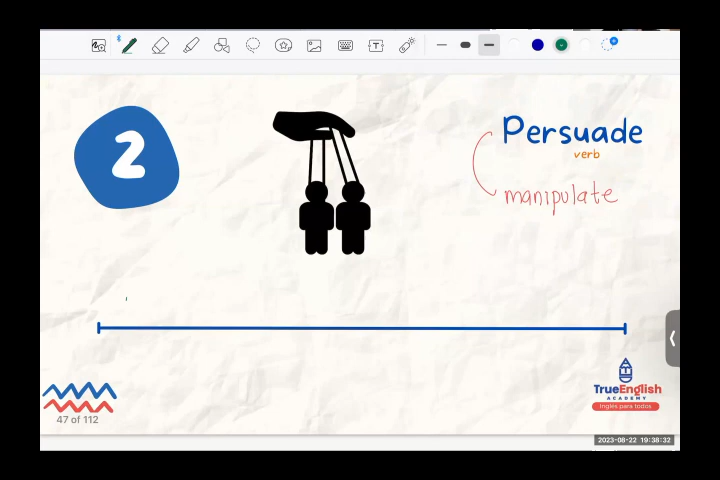 2
Persuade
verb
manipulate
TrueEnglish
ACADEMY
Inglés para todos
47 of 112
2023-08-22 19:38:32